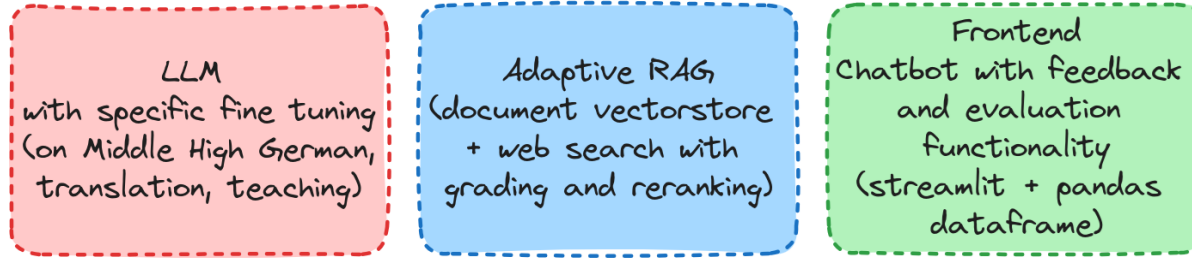 LLM
with specific fine tuning
(on Middle High German,
translation, teaching)
Adaptive RAG
(document vectorstore
+ web search with
grading and reranking)
Frontend
Chatbot with feedback
and evaluation
functionality
(streamlit + pandas
dataframe)